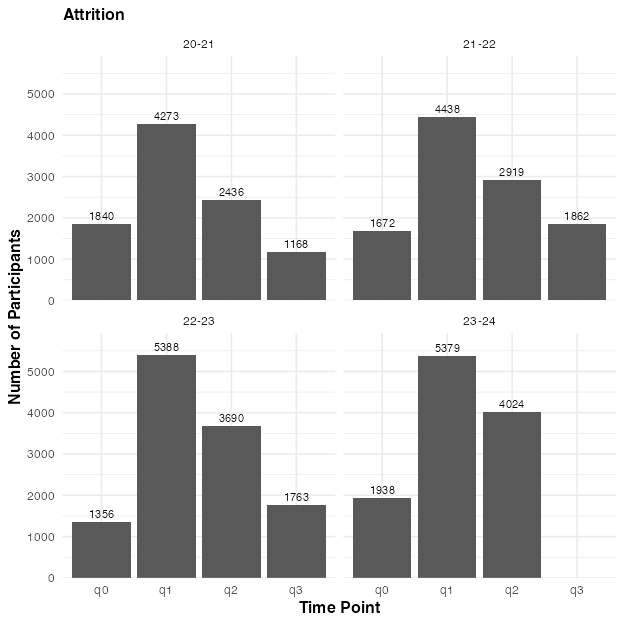 Attrition
20-21 21-22
5000
4000
3000
2000
1000
0
1840 4273 2436 1168
1672 4438 2919 1862
22-23 23-24
5000
4000
3000
2000
1000
0
1356 5388 3690 1763
1938 5379 4024
q0 q1 q2 q3 q0 q1 q2 q3
Time Point
Number of Participants